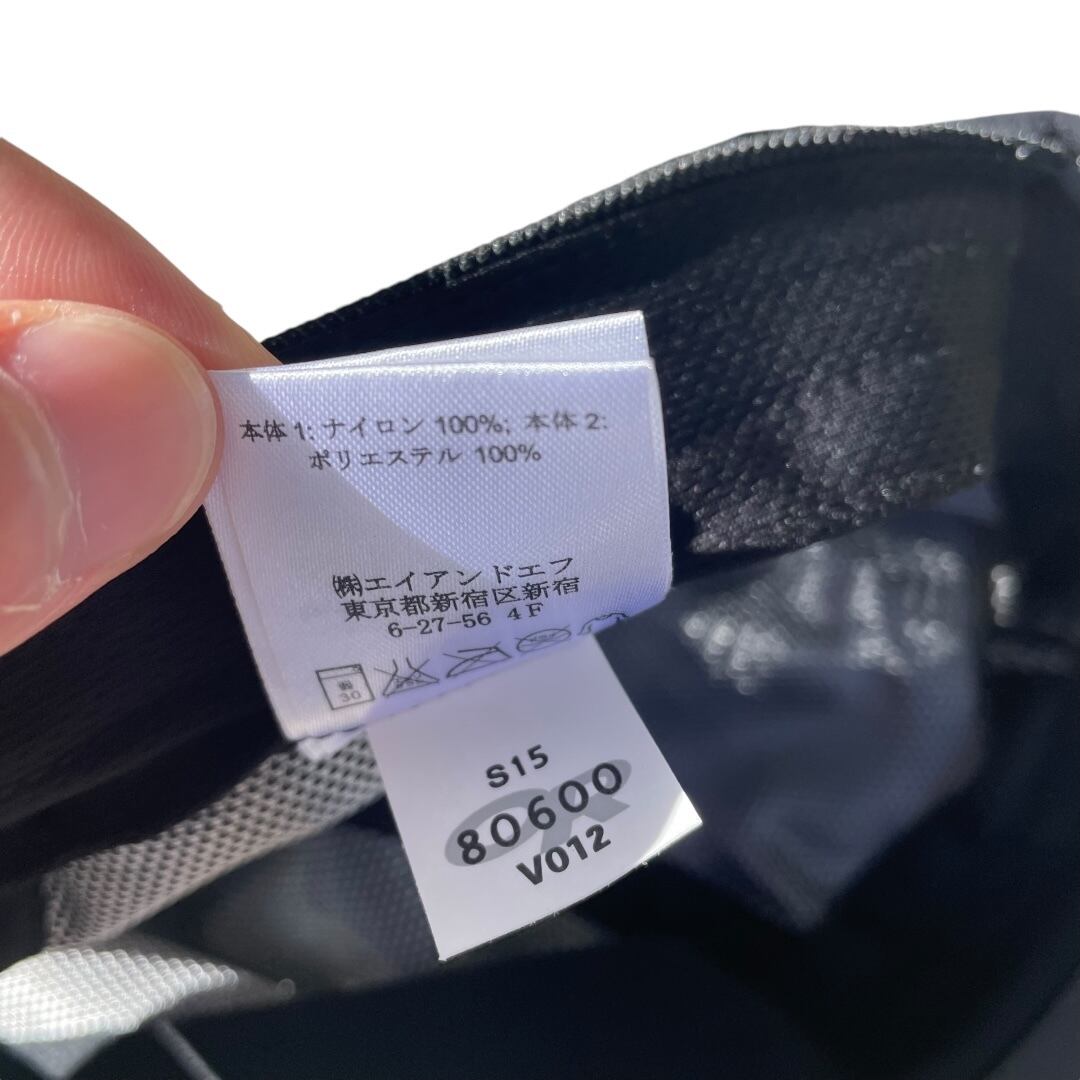 本体 1: ナイロン 100%; 本体 2:
ポリエステル 100%
㈱エイアンドエフ
東京都新宿区新宿
6-27-56 4F
30
S15
80600
V012